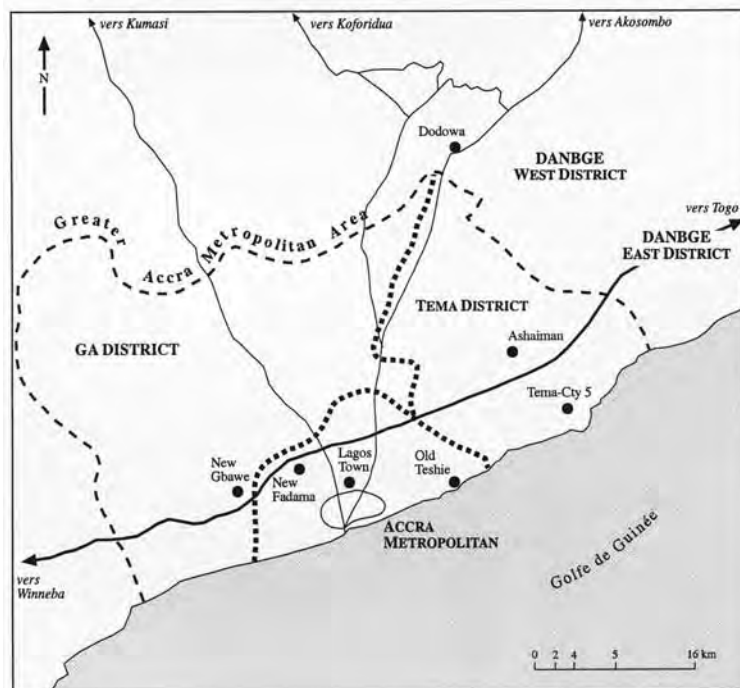 vers Kumasi
vers Koforidua
vers Akosombo
N
Dodowa
DANBGE
WEST DISTRICT
vers Togo
Greater Accra Metropolitan Area
DANBGE
EAST DISTRICT
TEMA DISTRICT
GA DISTRICT
Ashaiman
Tema-Cty 5
New
Gbawe
New
Fadama
Lagos
Town
Old
Teshie
ACCRA
METROPOLITAN
vers
Winneba
Golfe de Guinée
0 2 4 5 16 km